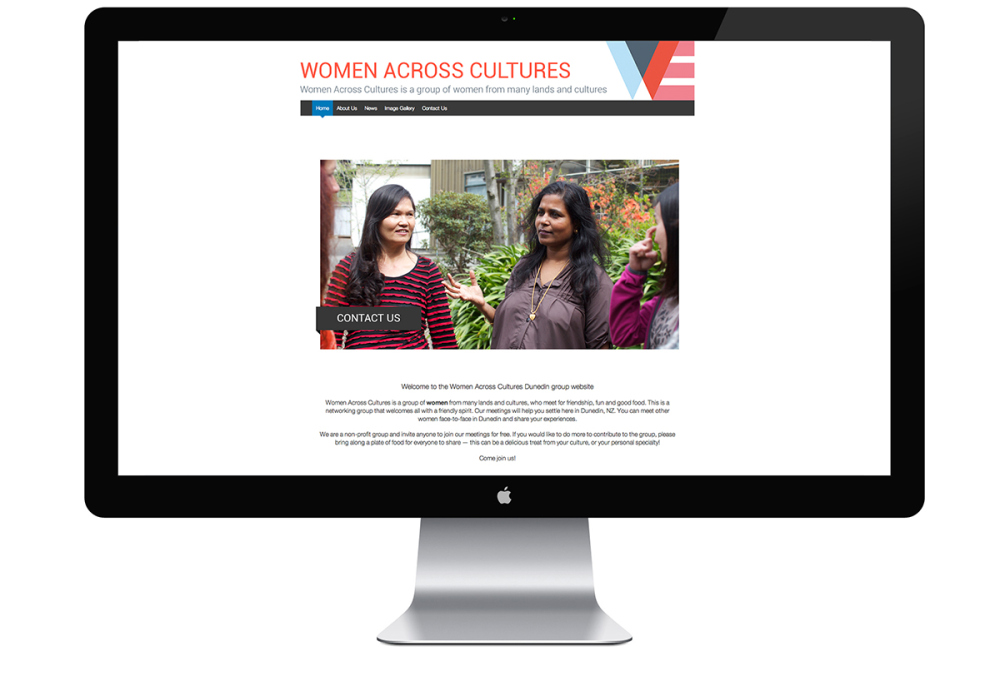 WOMEN ACROSS CULTURES
Women Across Cultures is a group of women from many lands and cultures
Home About Us News Image Gallery Contact Us
CONTACT US
Welcome to the Women Across Cultures Dunedin group website
Women Across Cultures is a group of women from many lands and cultures, who meet for friendship, fun and good food. This is a
networking group that welcomes all with a friendly spirit. Our meetings will help you settle here in Dunedin, NZ. You can meet other
women face-to-face in Dunedin and share your experiences.
We are a non-profit group and invite anyone to join our meetings for free. If you would like to do more to contribute to the group, please
bring along a plate of food for everyone to share — this can be a delicious treat from your culture, or your personal specialty!
Come join us!